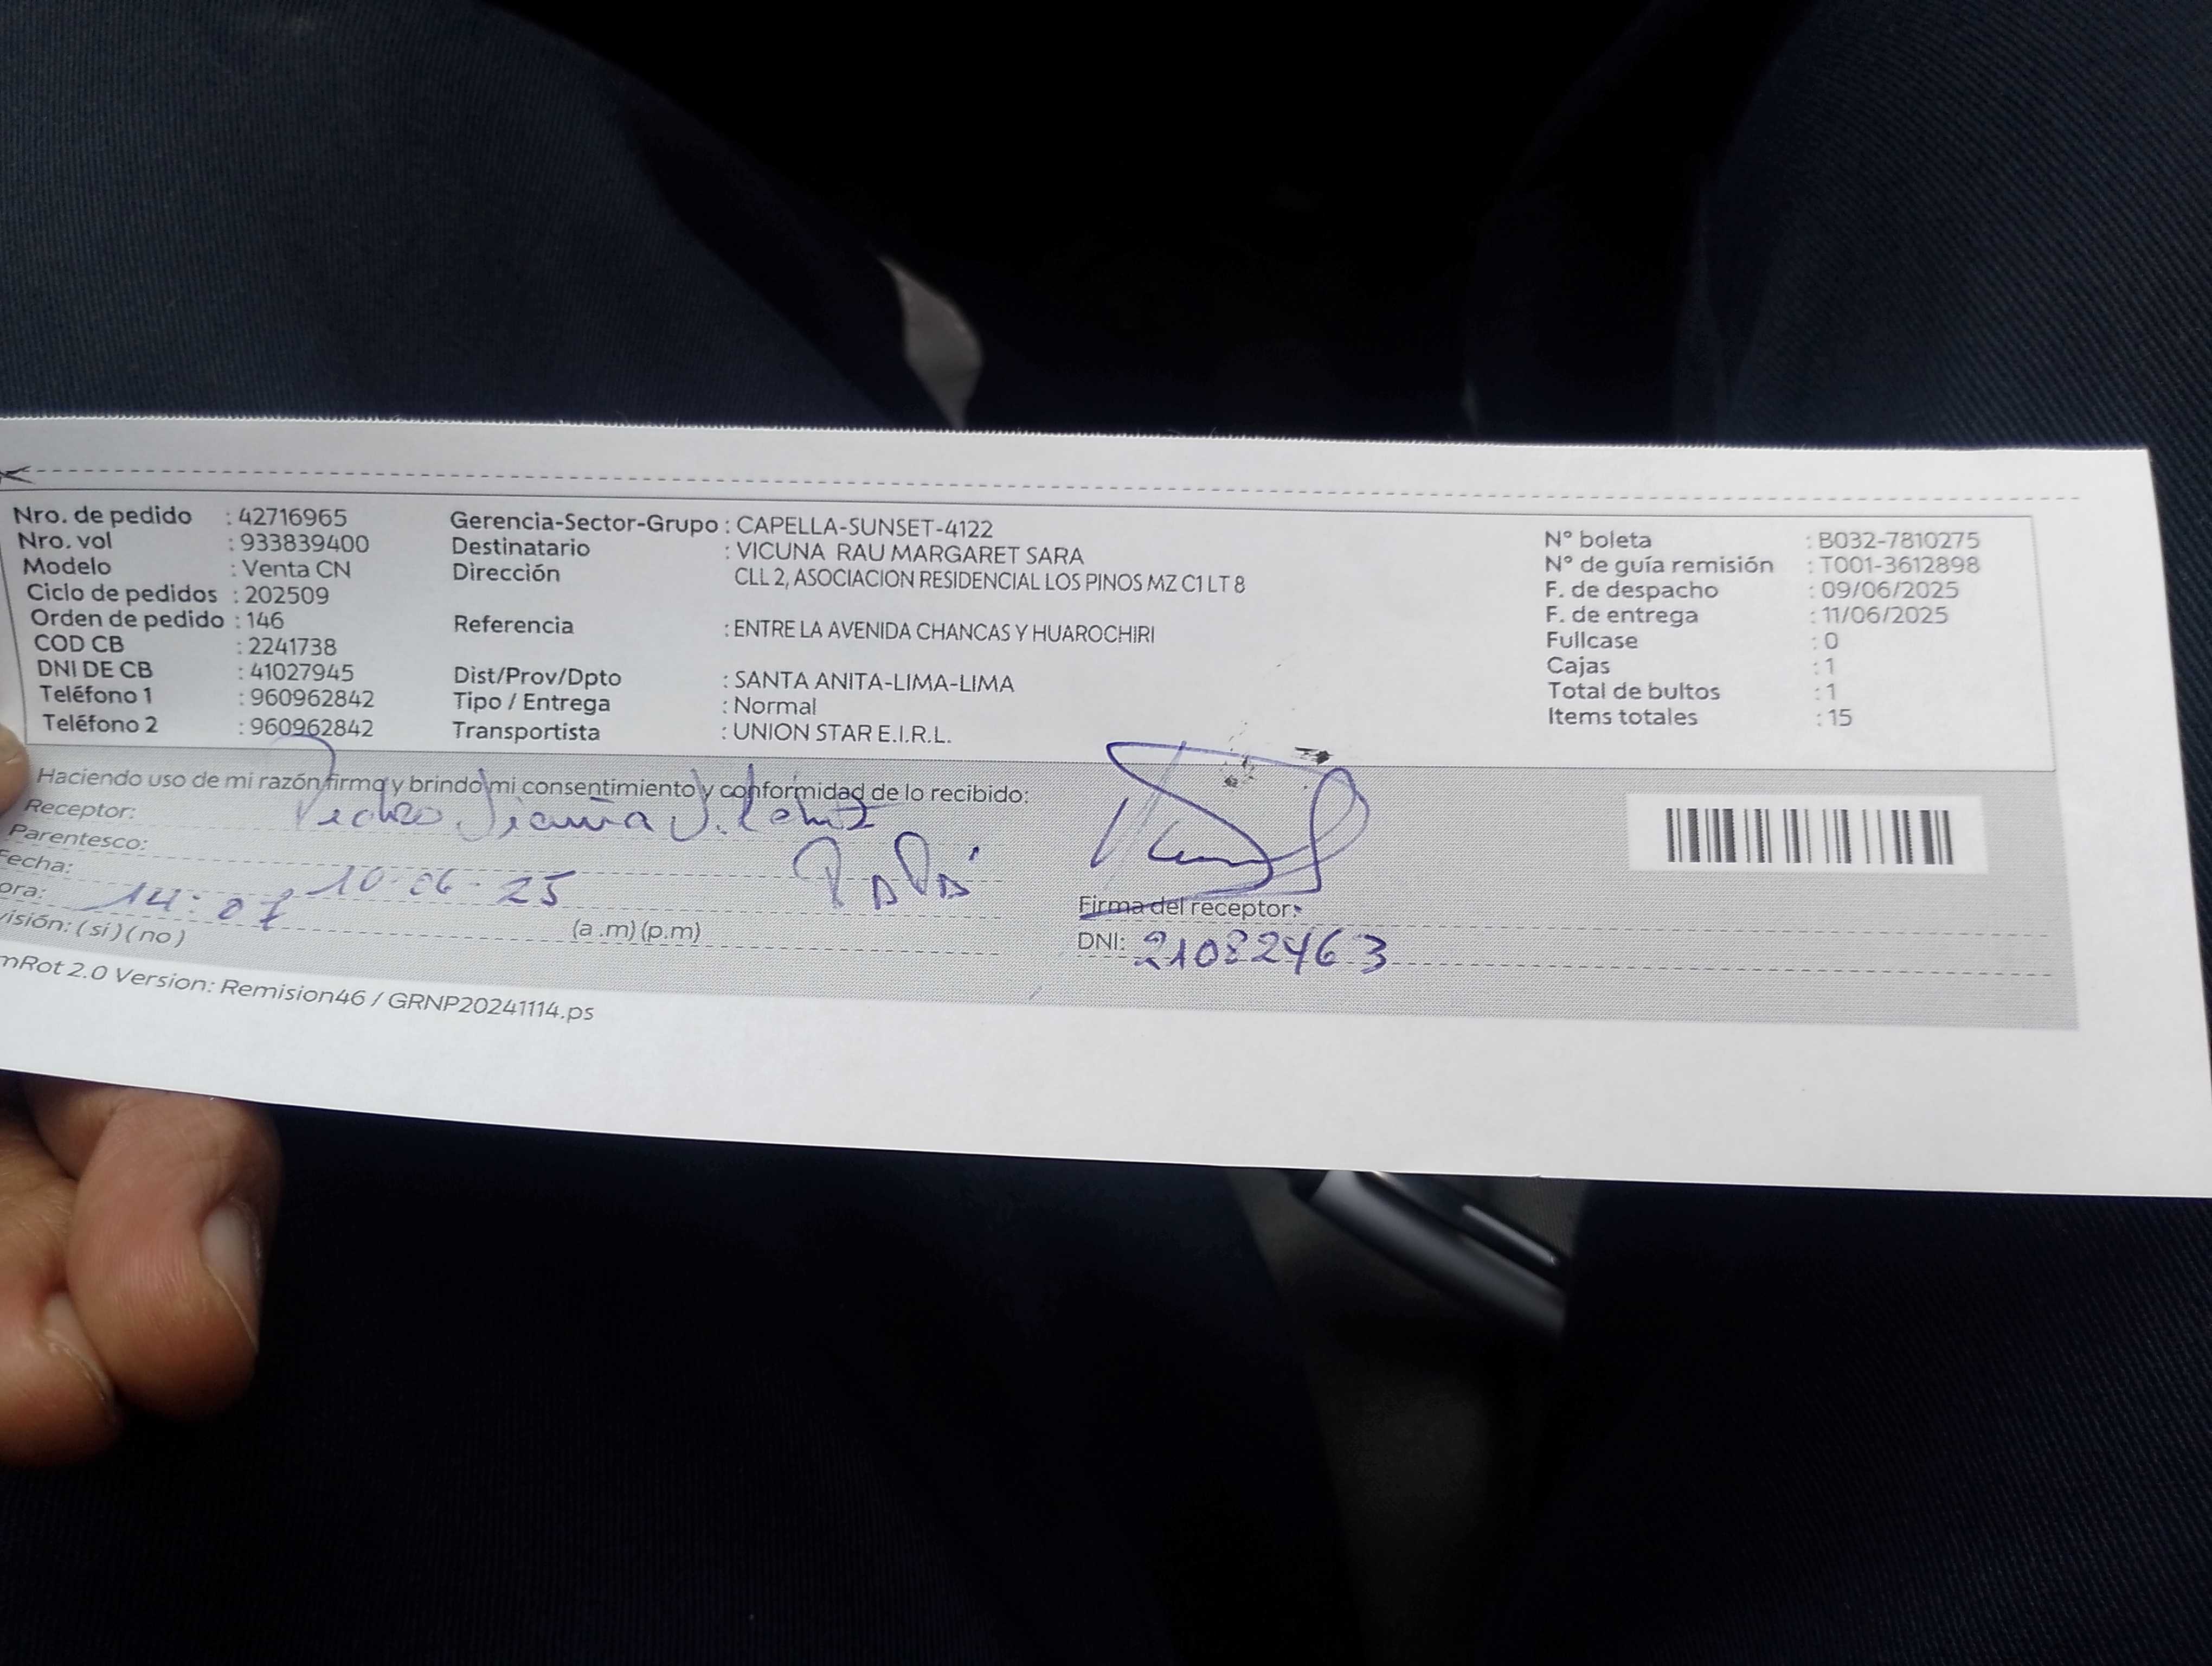 Nro. de pedido : 42716965
Nro. vol : 933839400
Modelo : Venta CN
Ciclo de pedidos : 202509
Orden de pedido : 146
COD CB : 2241738
DNI DE CB : 41027945
Teléfono 1 : 960962842
Teléfono 2 : 960962842
Gerencia-Sector-Grupo : CAPELLA-SUNSET-4122
Destinatario : VICUNA RAU MARGARET SARA
Dirección CLL 2, ASOCIACION RESIDENCIAL LOS PINOS MZ C1 LT 8
Referencia : ENTRE LA AVENIDA CHANCAS Y HUAROCHIRI
Dist/Prov/Dpto : SANTA ANITA-LIMA-LIMA
Tipo / Entrega : Normal
Transportista : UNION STAR E.I.R.L.
N° boleta : B032-7810275
N° de guía remisión : T001-3612898
F. de despacho : 09/06/2025
F. de entrega : 11/06/2025
Fullcase : 0
Cajas : 1
Total de bultos : 1
Items totales : 15
Haciendo uso de mi razón firmo y brindo mi consentimiento y conformidad de lo recibido:
Receptor: Pedro
Parentesco: PAPÁ
Fecha: 10-06-25
ora: 14:07 (a .m) (p.m)
visión: ( si ) ( no )
Firma del receptor:
DNI: 21082463
mRot 2.0 Version: Remision46 / GRNP20241114.ps